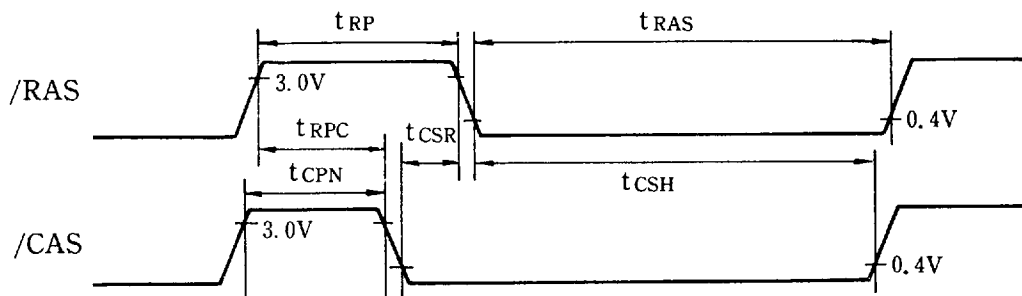 tRP
tRAS
/RAS
3.0V
0.4V
tRPC
tCSR
tCPN
tCSH
/CAS
3.0V
0.4V